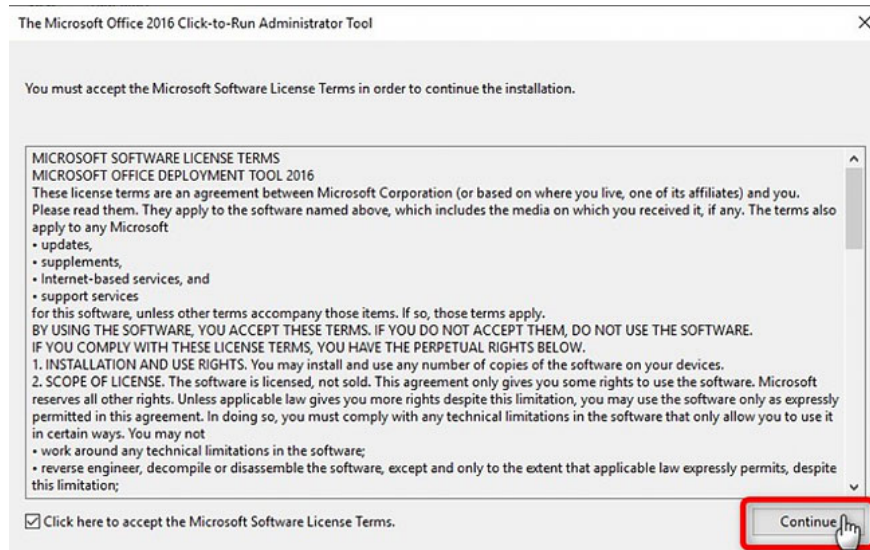 The Microsoft Office 2016 Click-to-Run Administrator Tool
You must accept the Microsoft Software License Terms in order to continue the installation.
MICROSOFT SOFTWARE LICENSE TERMS
MICROSOFT OFFICE DEPLOYMENT TOOL 2016
These license terms are an agreement between Microsoft Corporation (or based on where you live, one of its affiliates) and you.
Please read them. They apply to the software named above, which includes the media on which you received it, if any. The terms also
apply to any Microsoft
• updates,
• supplements,
• Internet-based services, and
• support services
for this software, unless other terms accompany those items. If so, those terms apply.
BY USING THE SOFTWARE, YOU ACCEPT THESE TERMS. IF YOU DO NOT ACCEPT THEM, DO NOT USE THE SOFTWARE.
IF YOU COMPLY WITH THESE LICENSE TERMS, YOU HAVE THE PERPETUAL RIGHTS BELOW.
1. INSTALLATION AND USE RIGHTS. You may install and use any number of copies of the software on your devices.
2. SCOPE OF LICENSE. The software is licensed, not sold. This agreement only gives you some rights to use the software. Microsoft
reserves all other rights. Unless applicable law gives you more rights despite this limitation, you may use the software only as expressly
permitted in this agreement. In doing so, you must comply with any technical limitations in the software that only allow you to use it
in certain ways. You may not
• work around any technical limitations in the software;
• reverse engineer, decompile or disassemble the software, except and only to the extent that applicable law expressly permits, despite
this limitation;
Click here to accept the Microsoft Software License Terms.
Continue